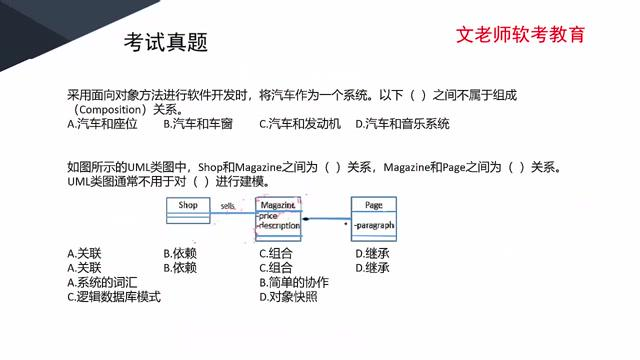 考试真题
文老师软考教育
采用面向对象方法进行软件开发时，将汽车作为一个系统。以下（ ）之间不属于组成
（Composition）关系。
A.汽车和座位 B.汽车和车窗 C.汽车和发动机 D.汽车和音乐系统
如图所示的UML类图中，Shop和Magazine之间为（ ）关系，Magazine和Page之间为（ ）关系。
UML类图通常不用于对（ ）进行建模。
Shop sells Magazine Page
-price
-description -paragraph
A.关联 B.依赖 C.组合 D.继承
A.关联 B.依赖 C.组合 D.继承
A.系统的词汇 B.简单的协作
C.逻辑数据库模式 D.对象快照